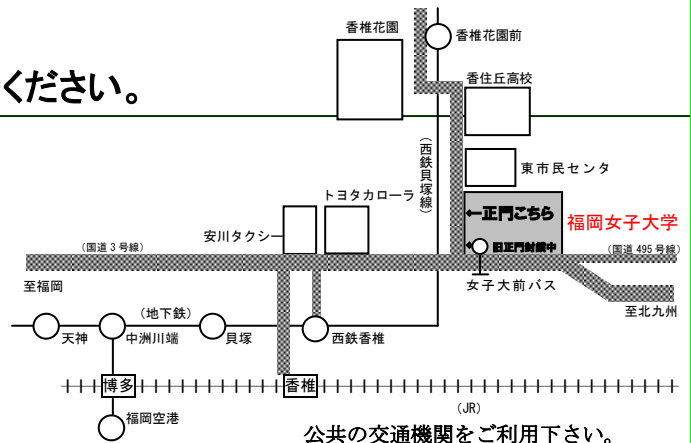 香椎花園
香椎花園前
ください。
香住丘高校
(西鉄貝塚線)
東市民センタ
トヨタカローラ
安川タクシー
←正門こちら
福岡女子大学
旧正門封鎖中
(国道3号線)
(国道495号線)
至福岡
女子大前バス
至北九州
(地下鉄)
天神
中洲川端
貝塚
西鉄香椎
博多
香椎
(JR)
福岡空港
公共の交通機関をご利用下さい。